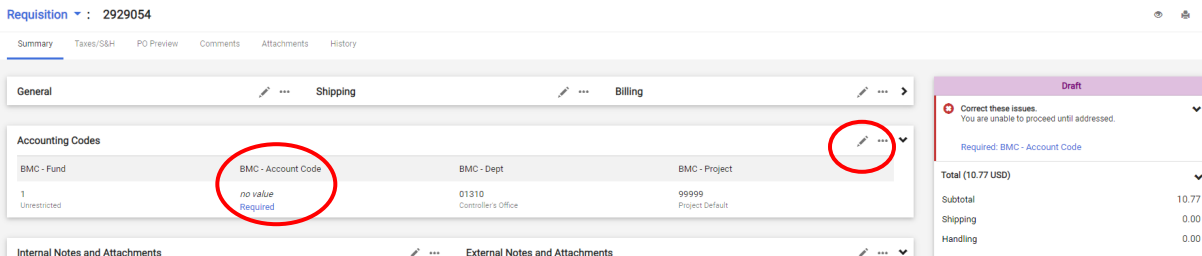 Requisition : 2929054
Summary Taxes/S&H PO Preview Comments Attachments History
General Shipping Billing
Accounting Codes
BMC - Fund BMC - Account Code BMC - Dept BMC - Project
1 no value 01310 99999
Unrestricted Required Controller's Office Project Default
Internal Notes and Attachments External Notes and Attachments
Draft
Correct these issues.
You are unable to proceed until addressed.
Required: BMC - Account Code
Total (10.77 USD)
Subtotal 10.77
Shipping 0.00
Handling 0.00